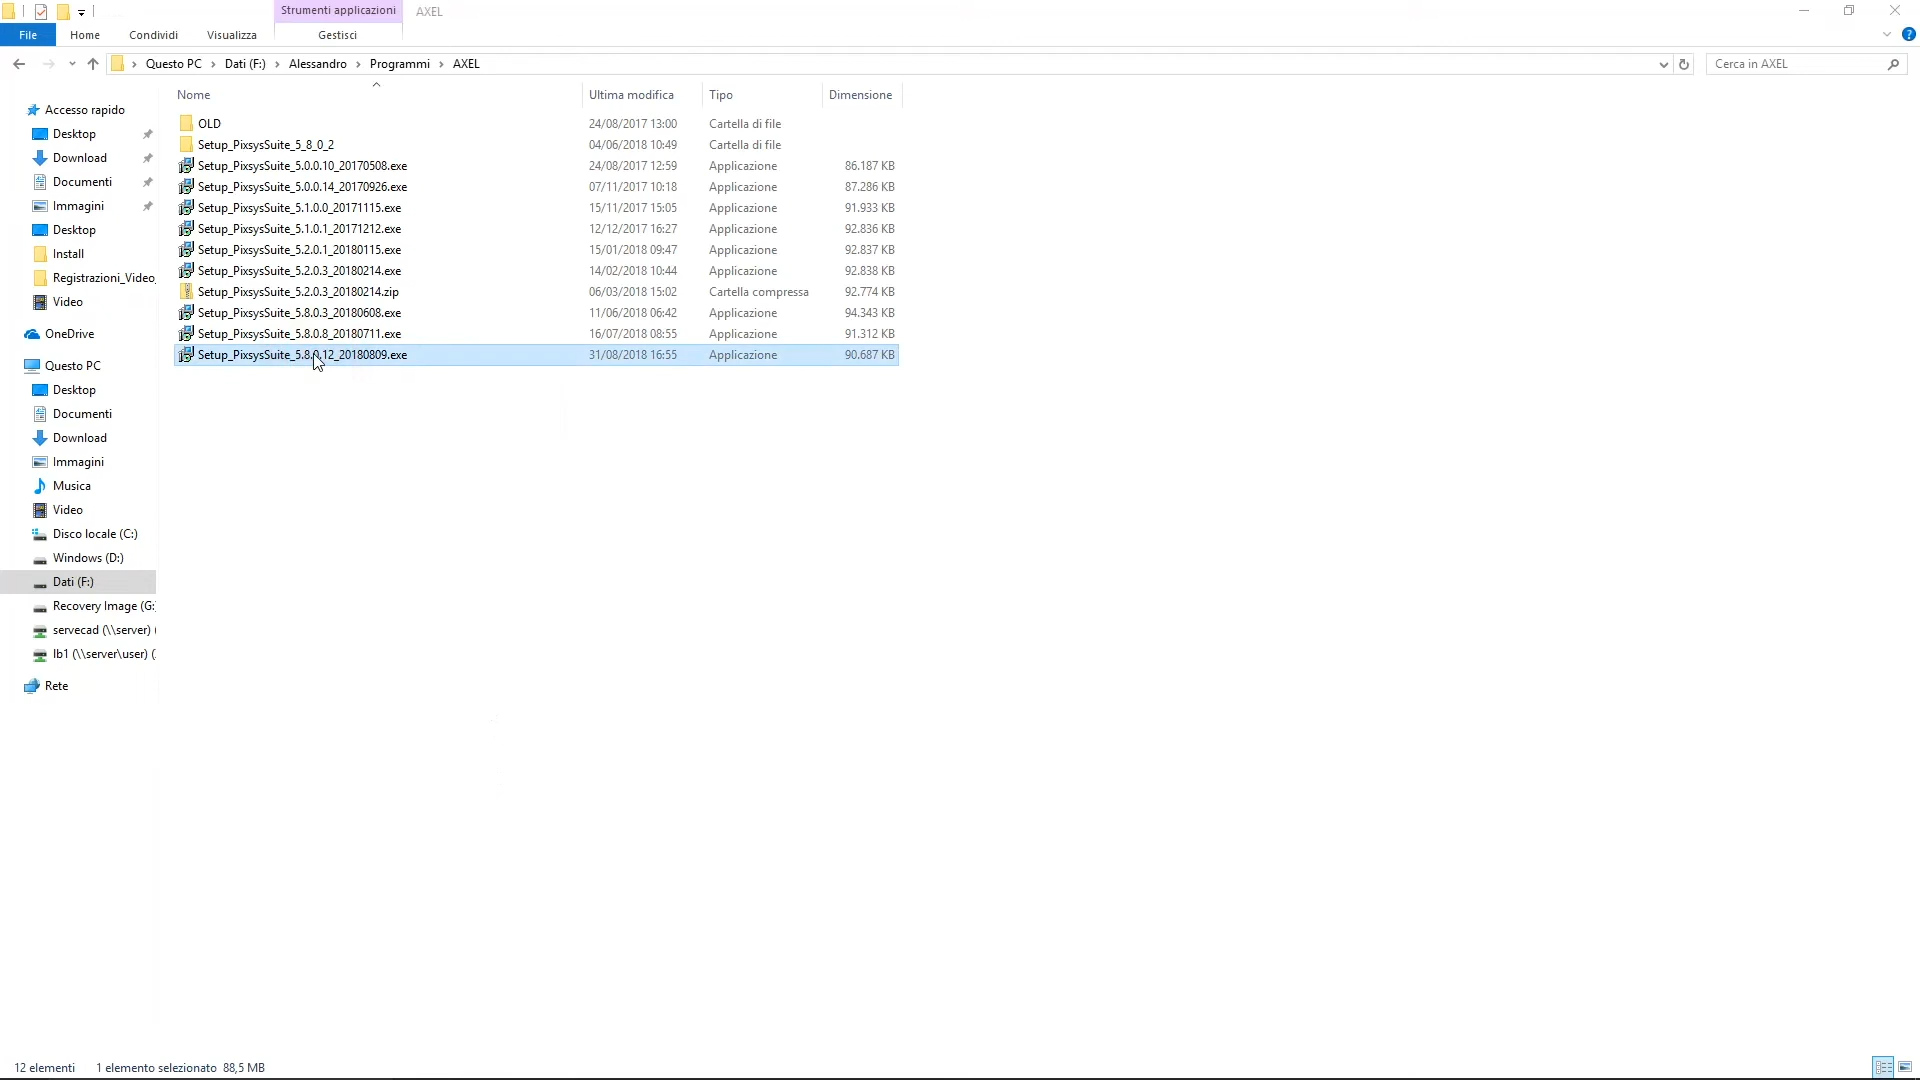 Strumenti applicazioni AXEL
File Home Condividi Visualizza Gestisci
Questo PC Dati (F:) Alessandro Programmi AXEL Cerca in AXEL
Nome Ultima modifica Tipo Dimensione
OLD 24/08/2017 13:00 Cartella di file
Setup_PixsysSuite_5_8_0_2 04/06/2018 10:49 Cartella di file
Setup_PixsysSuite_5.0.0.10_20170508.exe 24/08/2017 12:59 Applicazione 86.187 KB
Setup_PixsysSuite_5.0.0.14_20170926.exe 07/11/2017 10:18 Applicazione 87.286 KB
Setup_PixsysSuite_5.1.0.0_20171115.exe 15/11/2017 15:05 Applicazione 91.933 KB
Setup_PixsysSuite_5.1.0.1_20171212.exe 12/12/2017 16:27 Applicazione 92.836 KB
Setup_PixsysSuite_5.2.0.1_20180115.exe 15/01/2018 09:47 Applicazione 92.837 KB
Setup_PixsysSuite_5.2.0.3_20180214.exe 14/02/2018 10:44 Applicazione 92.838 KB
Setup_PixsysSuite_5.2.0.3_20180214.zip 06/03/2018 15:02 Cartella compressa 92.774 KB
Setup_PixsysSuite_5.8.0.3_20180608.exe 11/06/2018 06:42 Applicazione 94.343 KB
Setup_PixsysSuite_5.8.0.8_20180711.exe 16/07/2018 08:55 Applicazione 91.312 KB
Setup_PixsysSuite_5.8.0.12_20180809.exe 31/08/2018 16:55 Applicazione 90.687 KB
Accesso rapido
Desktop
Download
Documenti
Immagini
Desktop
Install
Registrazioni_Video_
Video
OneDrive
Questo PC
Desktop
Documenti
Download
Immagini
Musica
Video
Disco locale (C:)
Windows (D:)
Dati (F:)
Recovery Image (G:
servecad (\\server) (
lb1 (\\server\user) (
Rete
12 elementi 1 elemento selezionato 88,5 MB